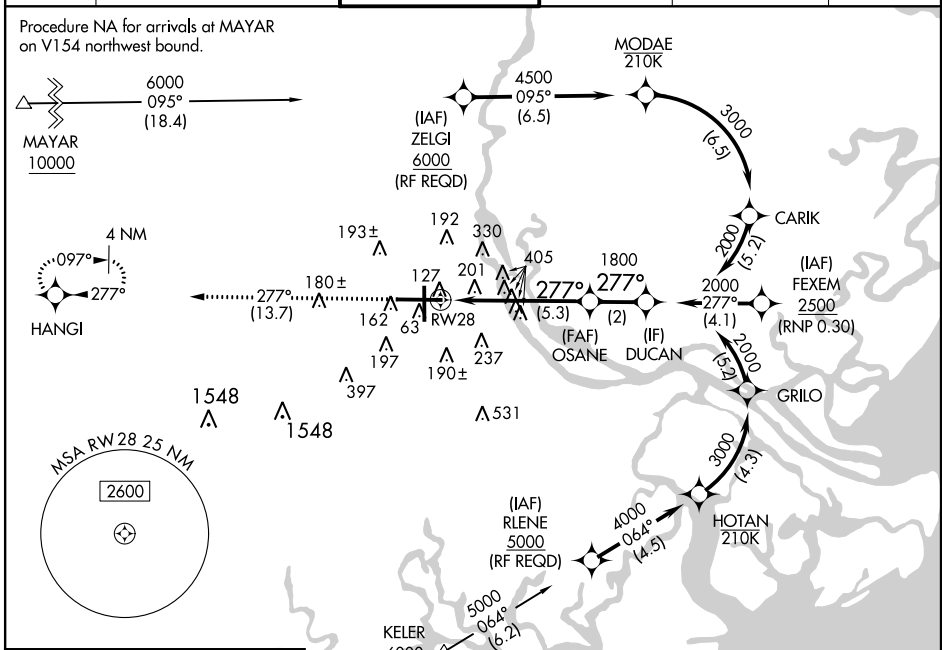 Procedure NA for arrivals at MAYAR
on V154 northwest bound.
MODAE
210K
6000
095°
(18.4)
4500
095°
(6.5)
MAYAR
10000
(IAF)
ZELGI
6000
(RF REQD)
3000
(6.5)
CARIK
2000
(5.2)
4 NM
097°
277°
HANGI
193±
192
330
405
180±
127
201
277°
(13.7)
162
63
RW28
277°
(5.3)
1800
277°
(2)
2000
277°
(4.1)
(IAF)
FEXEM
2500
(RNP 0.30)
(FAF)
OSANE
(IF)
DUCAN
197
190±
237
397
2000
(5.2)
GRILO
1548
1548
531
MSA RW 28 25 NM
2600
3000
(4.3)
HOTAN
210K
(IAF)
RLENE
5000
(RF REQD)
4000
064°
(4.5)
5000
064°
(6.2)
KELER